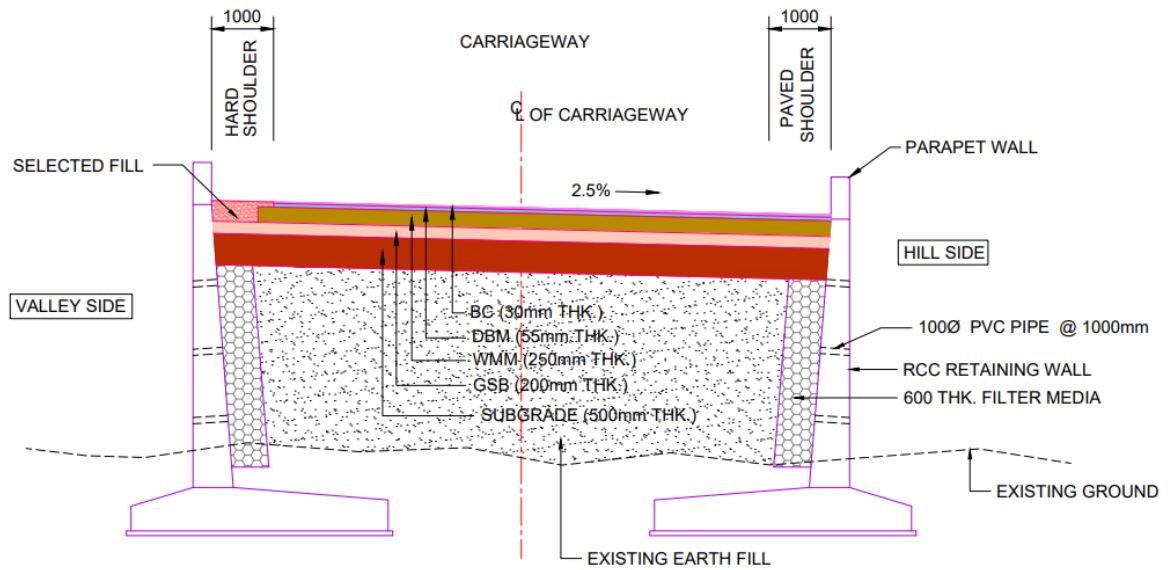 1000
1000
CARRIAGEWAY
HARD
SHOULDER
PAVED
SHOULDER
℄ OF CARRIAGEWAY
SELECTED FILL
PARAPET WALL
2.5%
HILL SIDE
VALLEY SIDE
BC (30mm THK.)
DBM (55mm THK.)
WMM (250mm THK.)
GSB (200mm THK.)
SUBGRADE (500mm THK.)
100Ø PVC PIPE @ 1000mm
RCC RETAINING WALL
600 THK. FILTER MEDIA
EXISTING GROUND
EXISTING EARTH FILL